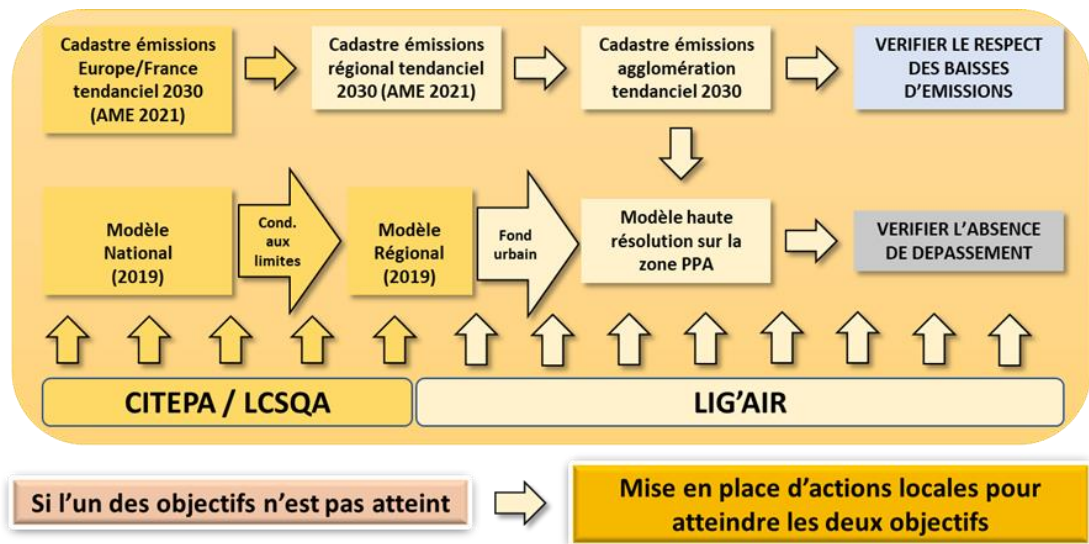 Cadastre émissions
Europe/France
tendanciel 2030
(AME 2021)
Cadastre émissions
régional tendanciel
2030 (AME 2021)
Cadastre émissions
agglomération
tendanciel 2030
VERIFIER LE RESPECT
DES BAISSES
D'EMISSIONS
Modèle
National
(2019)
Cond.
aux
limites
Modèle
Régional
(2019)
Fond
urbain
Modèle haute
résolution sur la
zone PPA
VERIFIER L'ABSENCE
DE DEPASSEMENT
CITEPA / LCSQA
LIG'AIR
Si l'un des objectifs n'est pas atteint
Mise en place d'actions locales pour
atteindre les deux objectifs